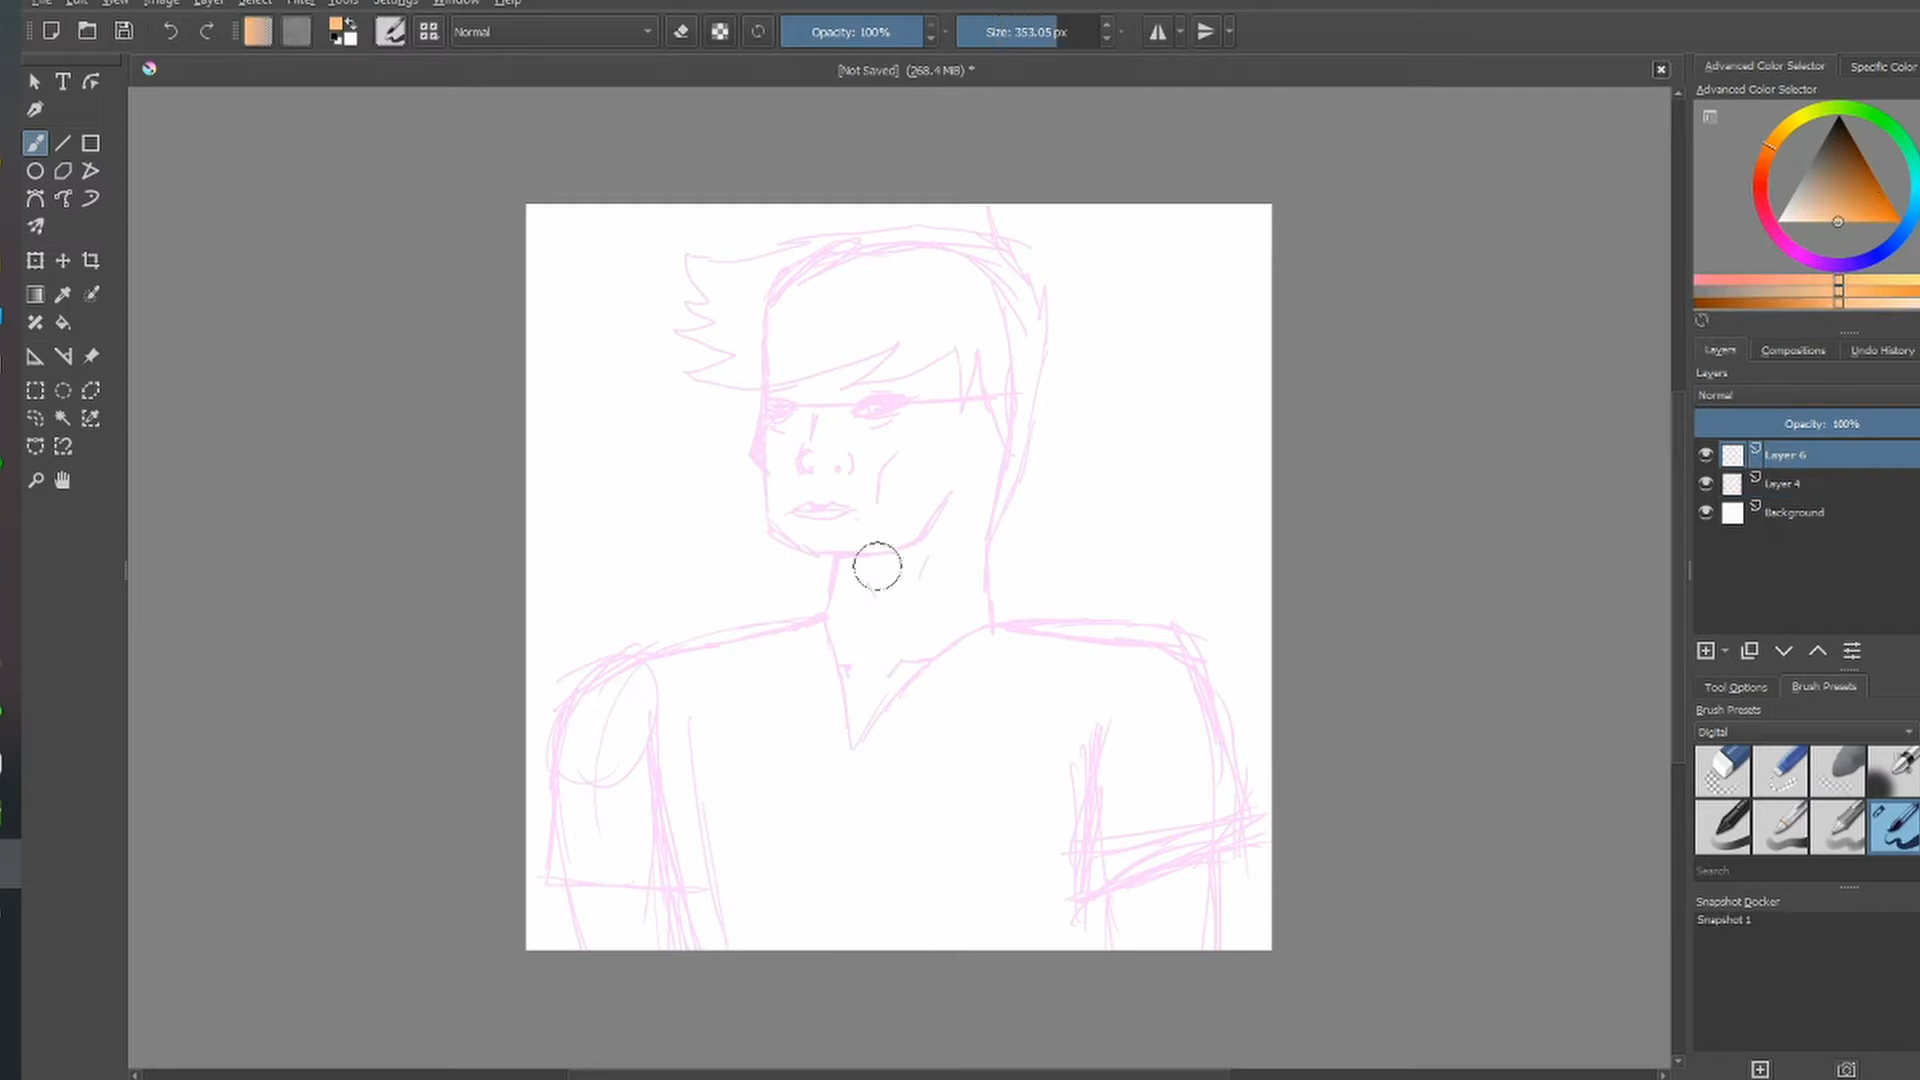 File Edit View Image Layer Select Filter Tools Settings Window Help
Normal
Opacity: 100%
Size: 353.05 px
[Not Saved] (268.4 MiB) *
Advanced Color Selector
Specific Color
Advanced Color Selector
Layers
Compositions
Undo History
Layers
Normal
Opacity: 100%
Layer 6
Layer 4
Background
Tool Options
Brush Presets
Brush Presets
Digital
Search
Snapshot Docker
Snapshot 1